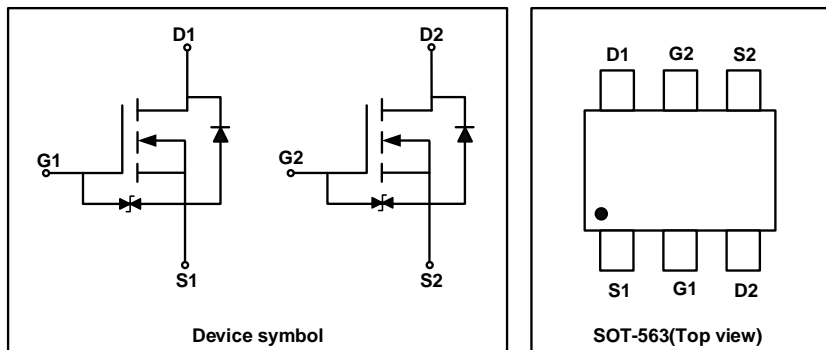 D1 D2
G1 G2
S1 S2
Device symbol
D1 G2 S2
S1 G1 D2
SOT-563(Top view)